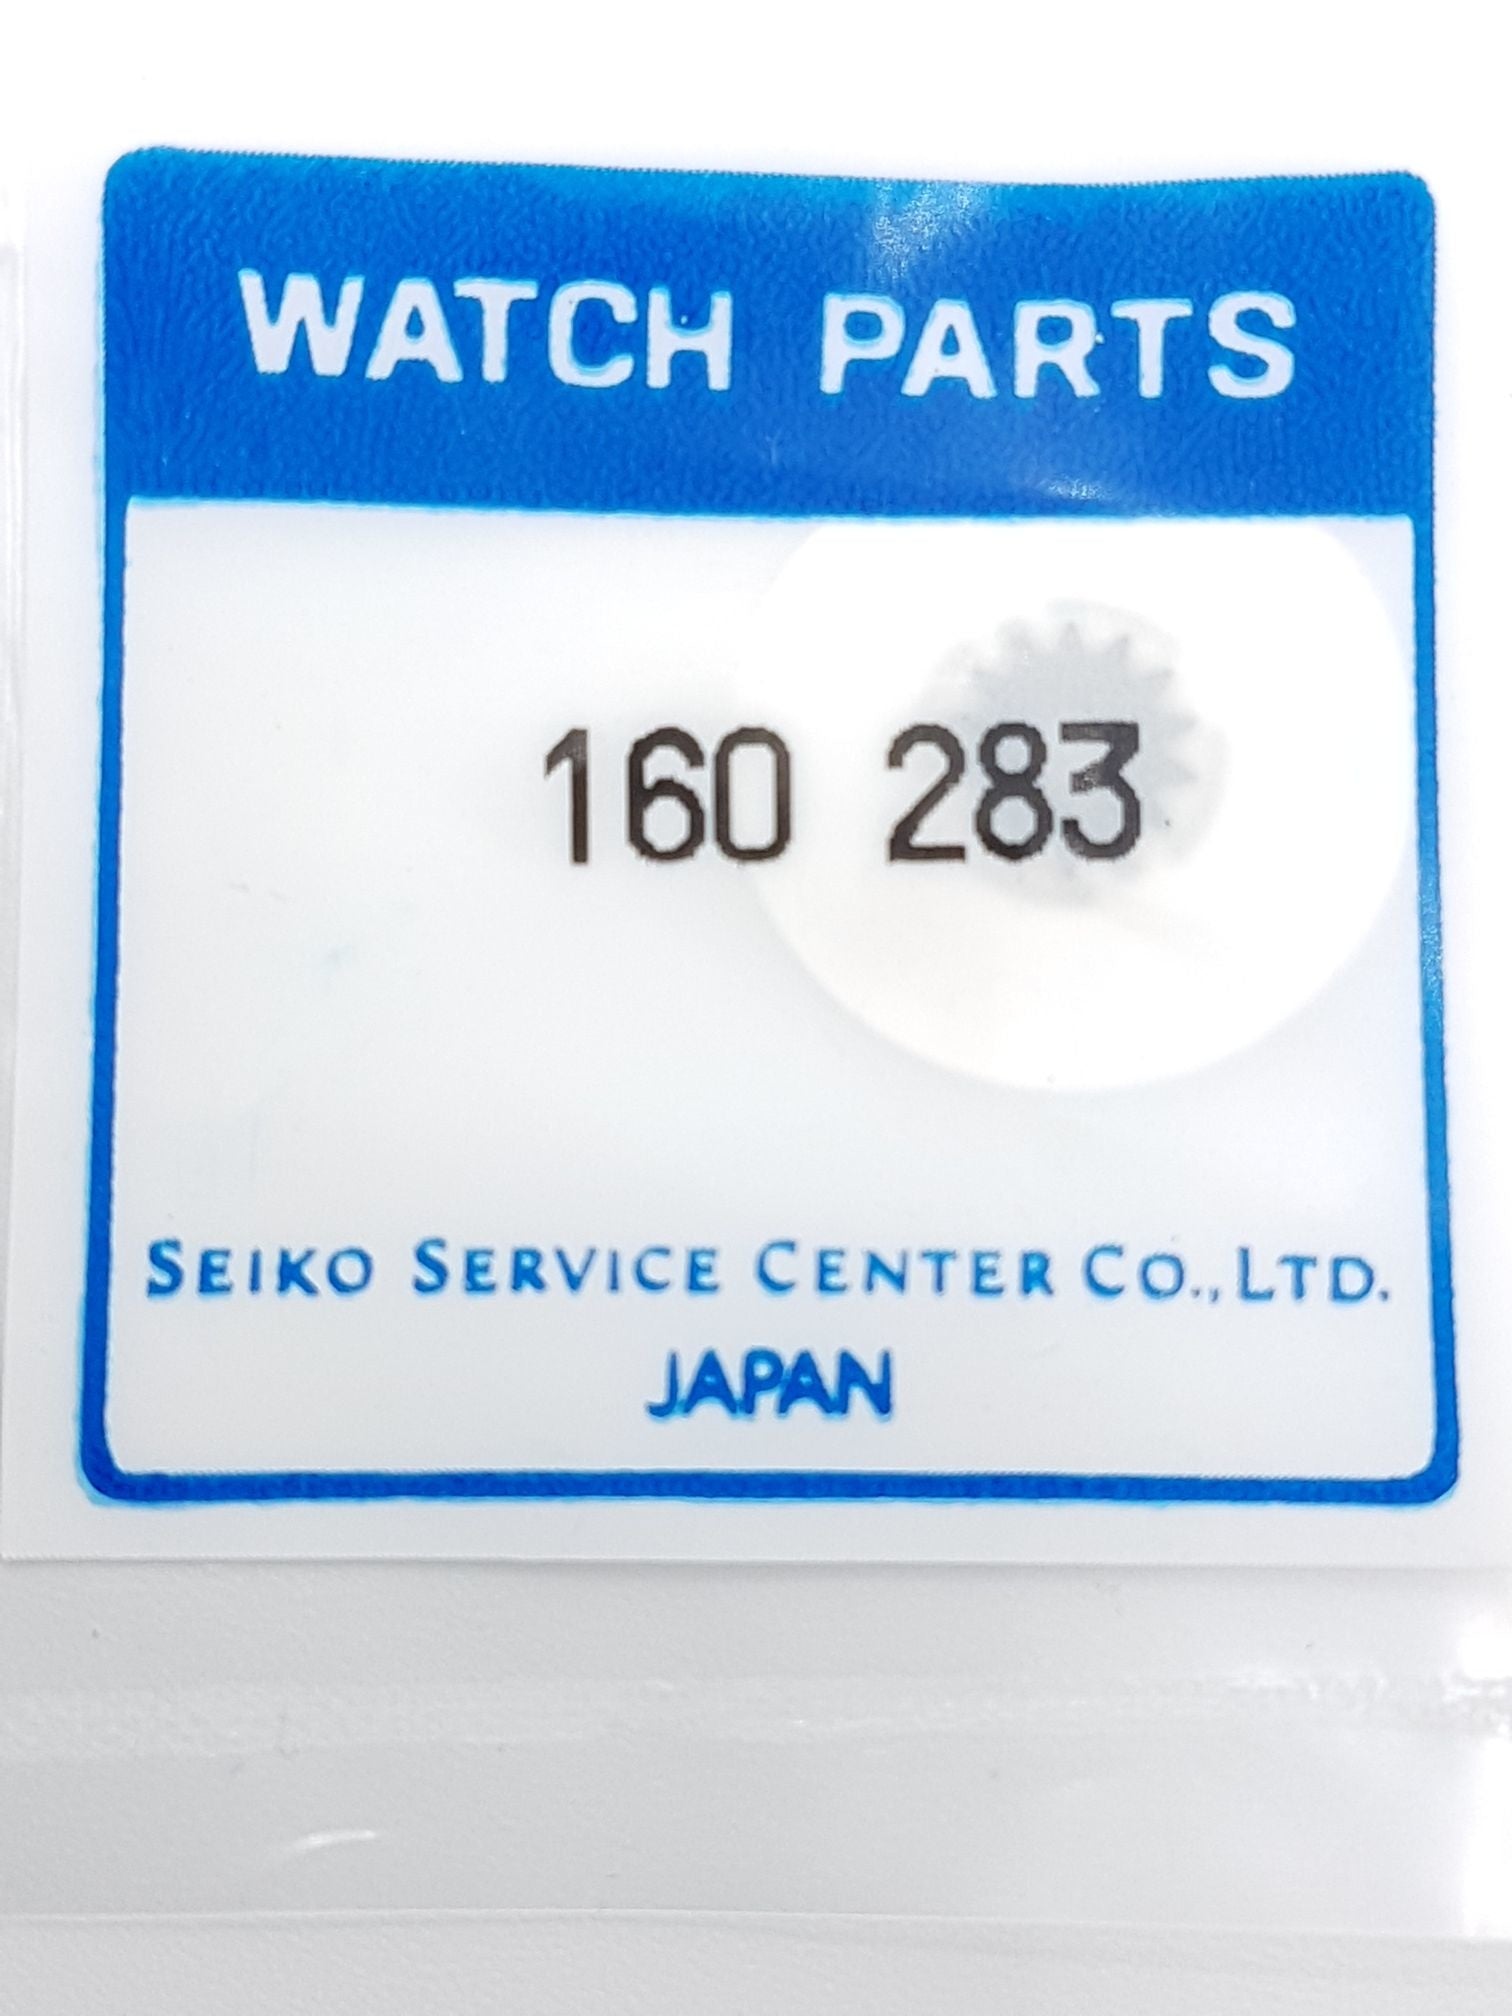 WATCH PARTS
160 283
SEIKO SERVICE CENTER CO., LTD.
JAPAN